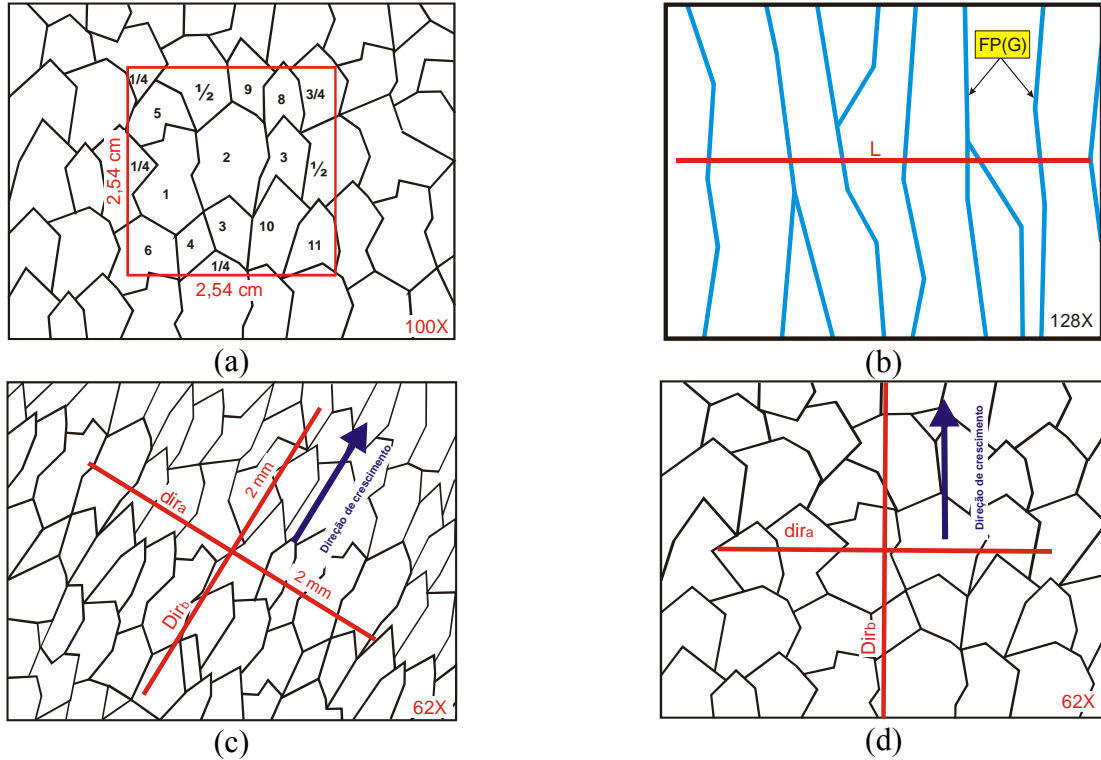 1/4
½
9
8
3/4
5
2,54 cm
1/4
2
3
½
1
3
10
6
4
11
1/4
2,54 cm
100X
(a)
FP(G)
L
128X
(b)
dirₐ
2 mm
Direção de crescimento
2 mm
Dir_b
62X
(c)
Direção de crescimento
dirₐ
Dir_b
62X
(d)